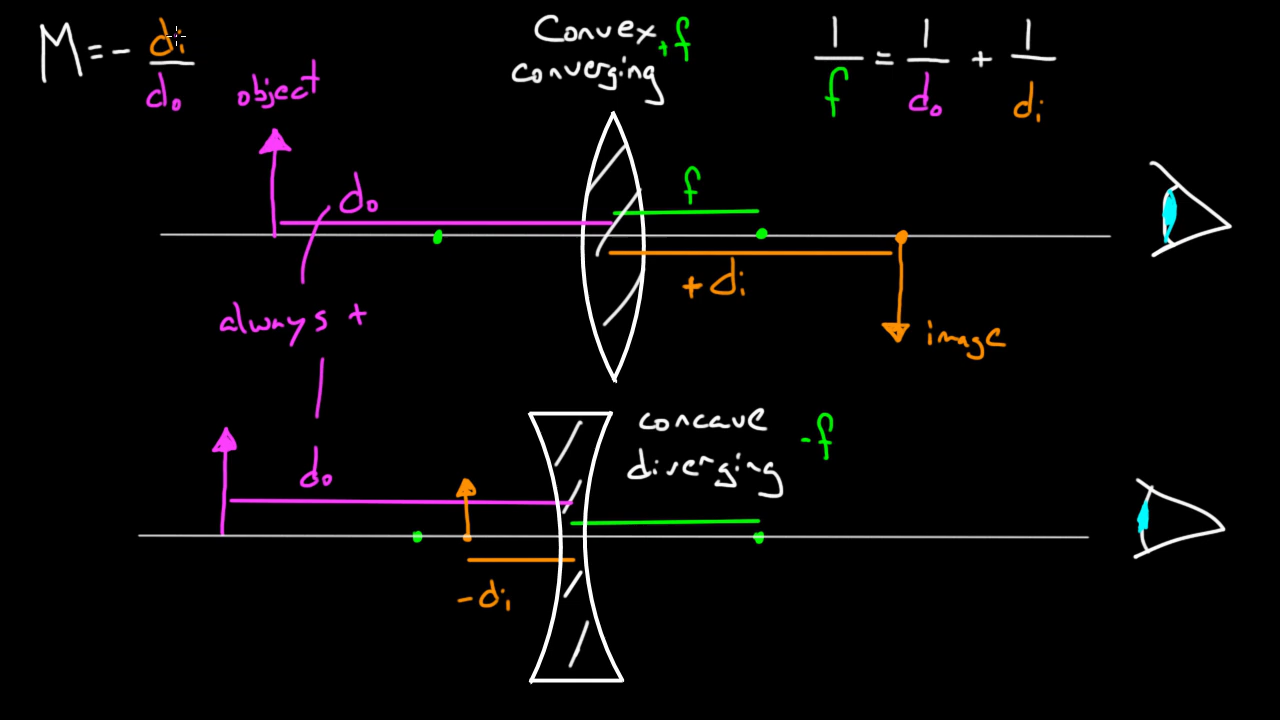 M = - di/do
object
Convex
converging
+f
1/f = 1/do + 1/di
do
f
+di
always +
image
concave
diverging
-f
do
-di